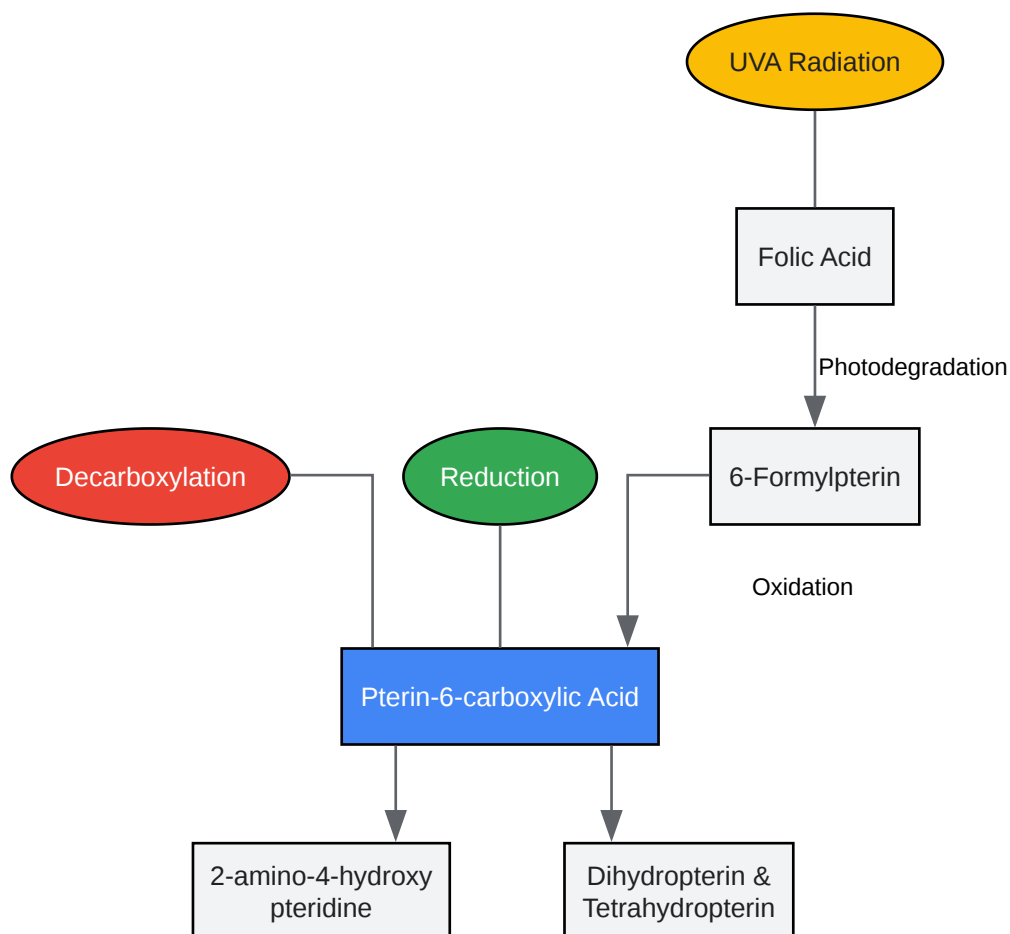 UVA Radiation
Folic Acid
Photodegradation
Decarboxylation
Reduction
6-Formylpterin
Oxidation
Pterin-6-carboxylic Acid
2-amino-4-hydroxy
pteridine
Dihydropterin &
Tetrahydropterin